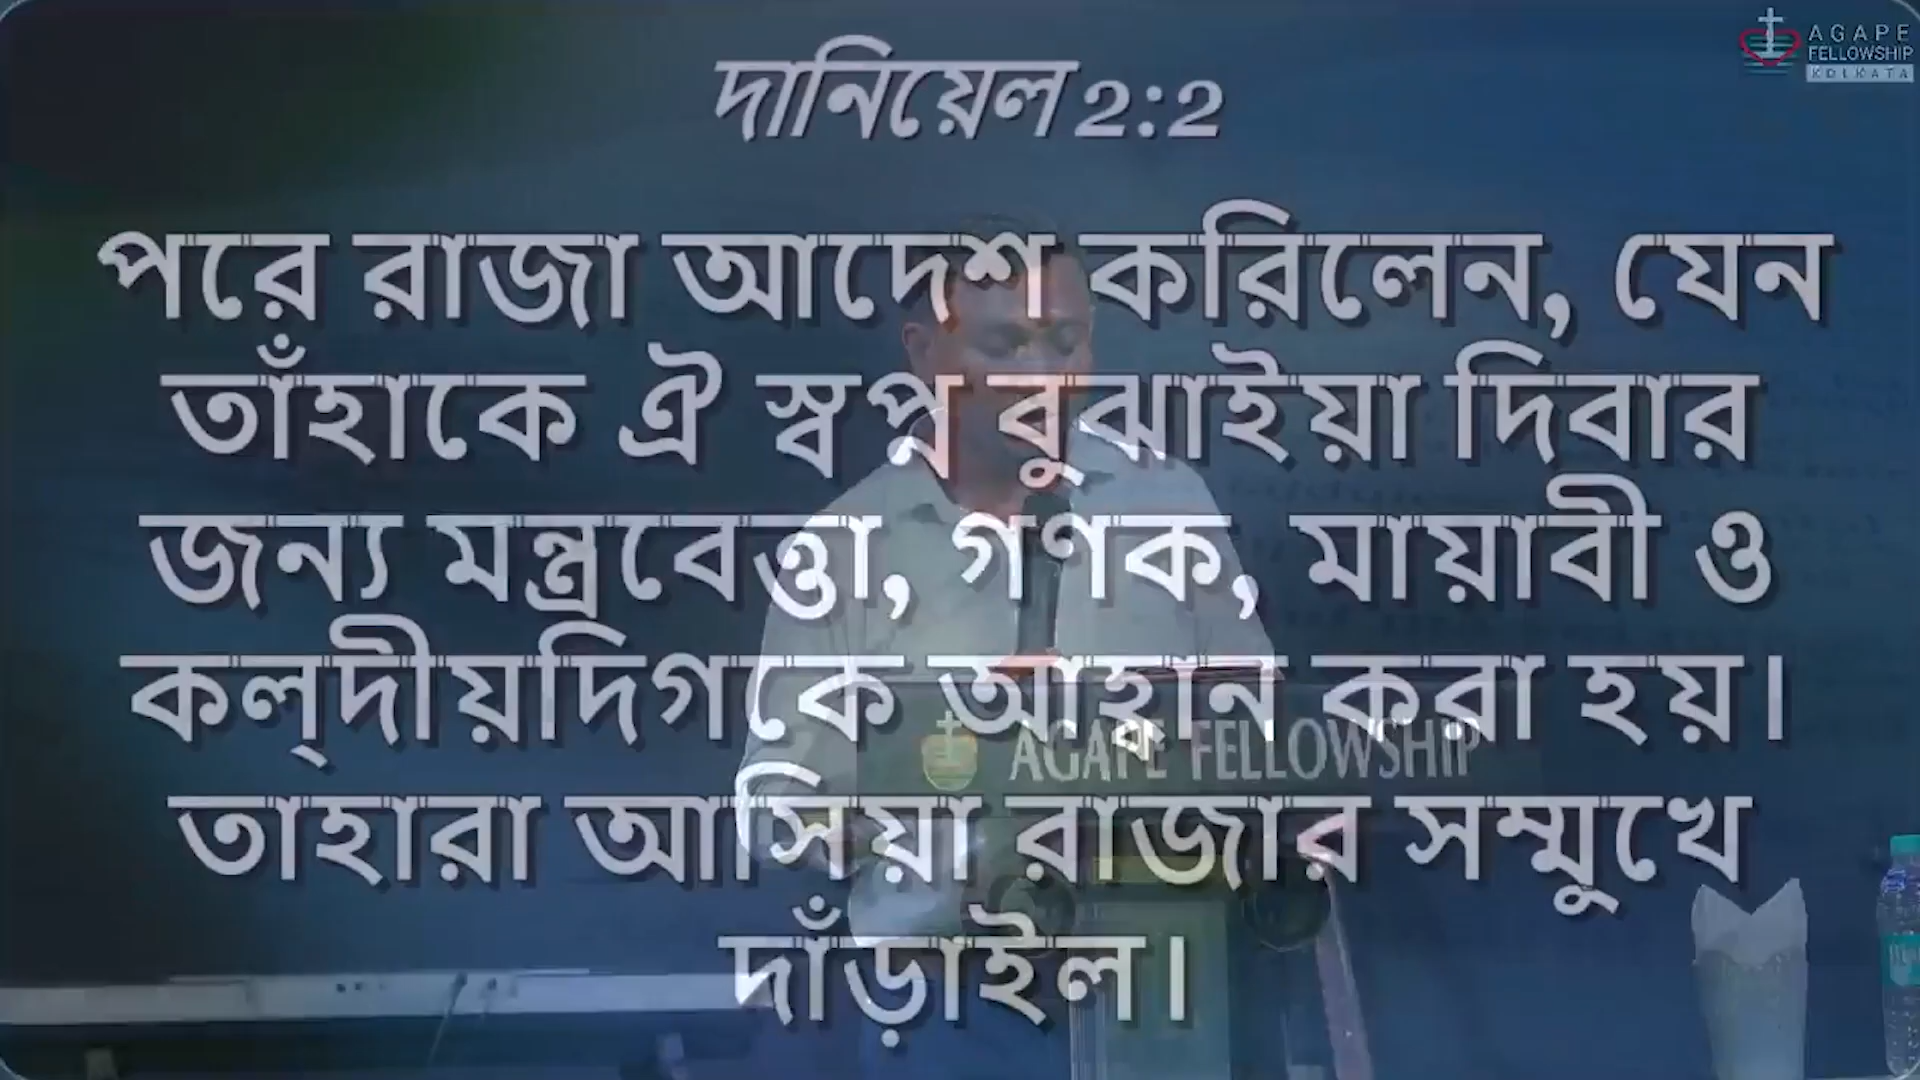 AGAPE
FELLOWSHIP
KOLKATA
দানিয়েল 2:2
পরে রাজা আদেশ করিলেন, যেন
তাঁহাকে ঐ স্বপ্ন বুঝাইয়া দিবার
জন্য মন্ত্রবেত্তা, গণক, মায়াবী ও
কল্‌দীয়দিগকে আহ্বান করা হয়।
AGAPE FELLOWSHIP
তাহারা আসিয়া রাজার সম্মুখে
দাঁড়াইল।